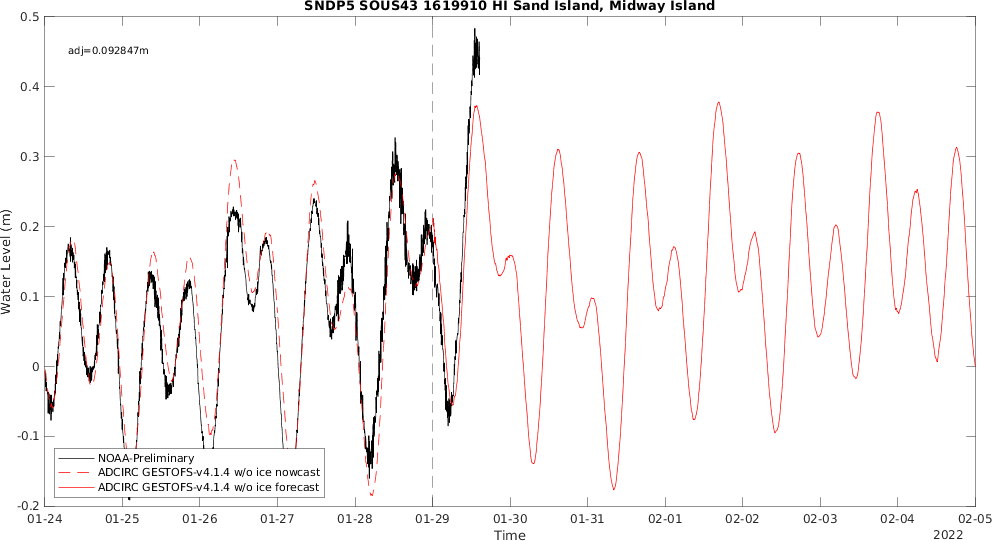 SNDP5 SOUS43 1619910 HI Sand Island, Midway Island
adj=0.092847m
0.5
0.4
0.3
0.2
0.1
0
-0.1
-0.2
Water Level (m)
NOAA-Preliminary
ADCIRC GESTOFS-v4.1.4 w/o ice nowcast
ADCIRC GESTOFS-v4.1.4 w/o ice forecast
01-24 01-25 01-26 01-27 01-28 01-29 01-30 01-31 02-01 02-02 02-03 02-04 02-05
Time
2022